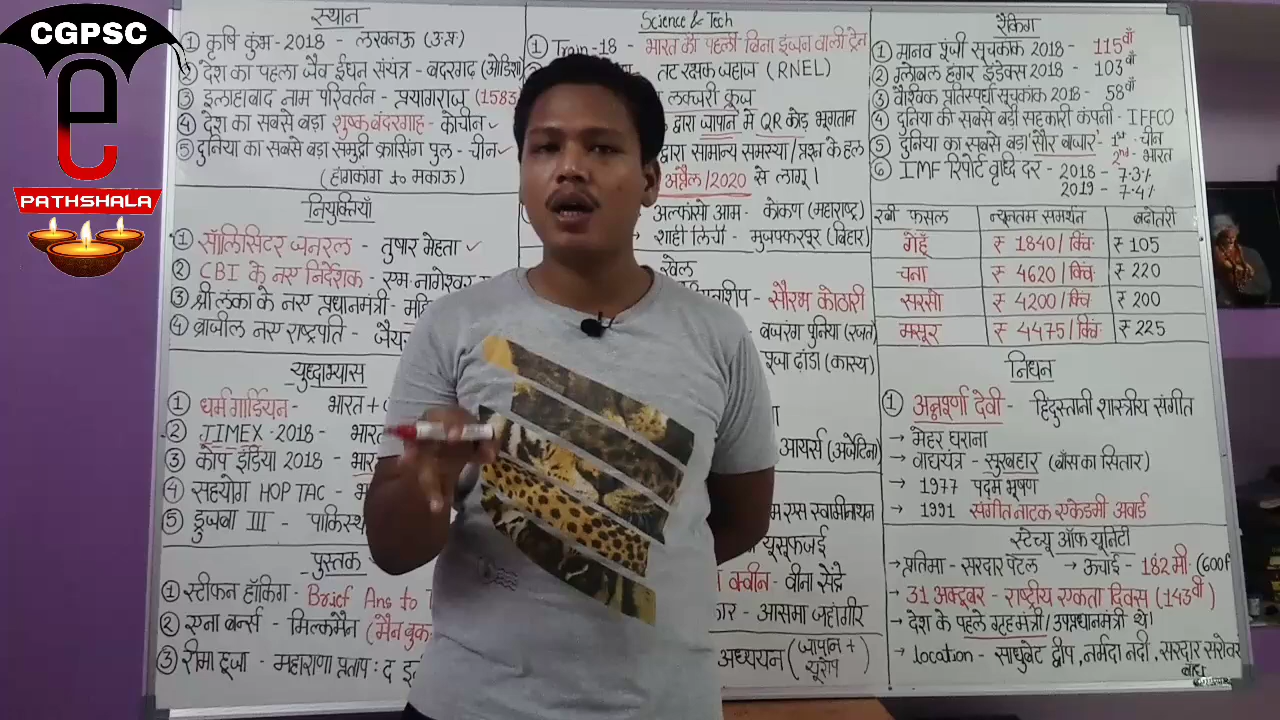 CGPSC
e
PATHSHALA
स्थान
① कृषि कुंभ-2018 - लखनऊ (उ.प्र.)
② देश का पहला जैव ईंधन संयंत्र - बदरगढ़ (ओडिशा
③ इलाहाबाद नाम परिवर्तन - प्रयागराज (1583
④ देश का सबसे बड़ा शुष्क बंदरगाह - कोचीन ✓
⑤ दुनिया का सबसे बड़ा समुद्री क्रासिंग पुल - चीन ✓
(हांगकांग to मकाऊ)
नियुक्तियाँ
① सॉलिसिटर जनरल - तुषार मेहता ✓
② CBI के नए निर्देशक - एम नागेश्वर
③ श्रीलंका के नए प्रधानमंत्री -
④ ब्राजील नए राष्ट्रपति - जैयर
युद्धाभ्यास
① धर्म गार्डियन - भारत +
② JIMEX-2018 - भारत
③ कोप इंडिया 2018 - भार
④ सहयोग HOP TAC -
⑤ दुजबा III - पाकिस्
पुस्तक
① स्टीफन हॉकिंग - Brief Ans to
② एना बर्न्स - मिल्कमैन (मैन बुक
③ रीमा हूजा - महाराणा प्रताप : द
Science & Tech
① Train-18 - भारत की पहली बिना इंजन वाली ट्रेन
तट रक्षक जहाज (RNEL)
लक्जरी क्रूज
द्वारा जापान में QR कोड भूगतान
द्वारा सामान्य समस्या/प्रश्न के हल
अप्रैल/2020 से लागू।
अल्फांसो आम - कोंकण (महाराष्ट्र)
→ शाही लिची - मुजफ्फरपुर (बिहार)
खेल
सौरभ कोलारी
- बजरंग पुनिया (रजत)
पूजा ढांडा (कास्य)
आयर्स (अर्जेंटिना)
एम एस स्वामीनाथन
यूसूफजई
क्वीन - वीना सेंद्रे
- आसमा जहांगीर
अध्ययन (जापान +
यूरोप)
रैंकिंग
① मानव पूंजी सूचकांक 2018 - 115वाँ
② ग्लोबल हंगर इंडेक्स 2018 - 103वाँ
③ वैश्विक प्रतिस्पर्धा सूचकांक 2018 - 58वाँ
④ दुनिया की सबसे बड़ी सहकारी कंपनी - IFFCO
⑤ दुनिया का सबसे बड़ा सौर बाजार - 1st - चीन
2nd - भारत
⑥ IMF रिपोर्ट वृध्दि दर - 2018 - 7.3%
2019 - 7.4%
रबी फसल न्यूनतम समर्थन बढोतरी
गेहूँ ₹ 1840/क्विं ₹ 105
चना ₹ 4620/क्विं ₹ 220
सरसों ₹ 4200/क्विं ₹ 200
मसूर ₹ 4475/क्विं ₹ 225
निधन
① अन्नपूर्णा देवी - हिंदुस्तानी शास्त्रीय संगीत
→ मैहर घराना
→ वाद्ययंत्र - सुरबहार (बाँस का सितार)
→ 1977 पद्म भूषण
→ 1991 संगीत नाटक एकेडमी अवार्ड
स्टेच्यू ऑफ यूनिटी
→ प्रतिमा - सरदार पटेल → ऊचाई - 182 मी (600f
→ 31 अक्टूबर - राष्ट्रीय एकता दिवस (143वीं)
→ देश के पहले गृहमंत्री/उपप्रधानमंत्री थे।
→ location - साधुबेट द्वीप, नर्मदा नदी, सरदार सरोवर